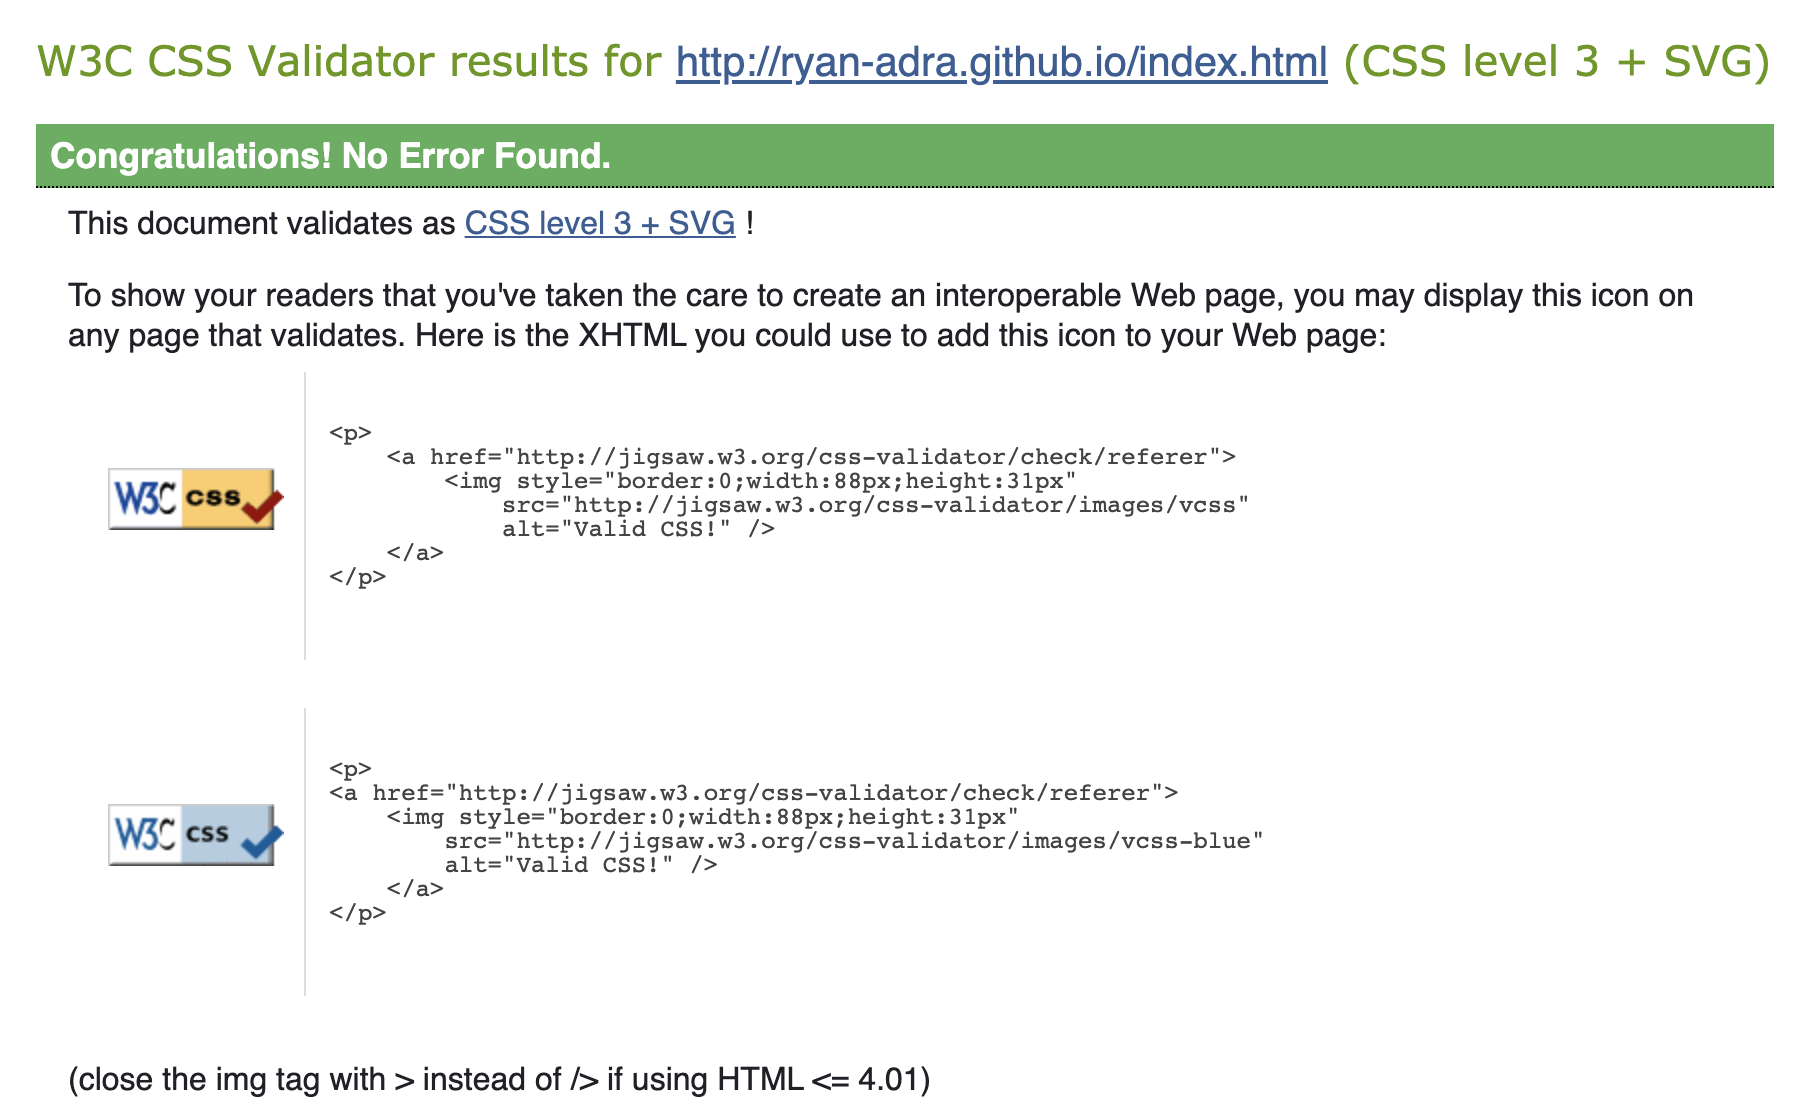 W3C CSS Validator results for http://ryan-adra.github.io/index.html (CSS level 3 + SVG)
Congratulations! No Error Found.
This document validates as CSS level 3 + SVG !
To show your readers that you've taken the care to create an interoperable Web page, you may display this icon on
any page that validates. Here is the XHTML you could use to add this icon to your Web page:
W3C css
<p>
    <a href="http://jigsaw.w3.org/css-validator/check/referer">
        <img style="border:0;width:88px;height:31px"
            src="http://jigsaw.w3.org/css-validator/images/vcss"
            alt="Valid CSS!" />
    </a>
</p>
W3C css
<p>
<a href="http://jigsaw.w3.org/css-validator/check/referer">
    <img style="border:0;width:88px;height:31px"
        src="http://jigsaw.w3.org/css-validator/images/vcss-blue"
        alt="Valid CSS!" />
    </a>
</p>
(close the img tag with > instead of /> if using HTML <= 4.01)